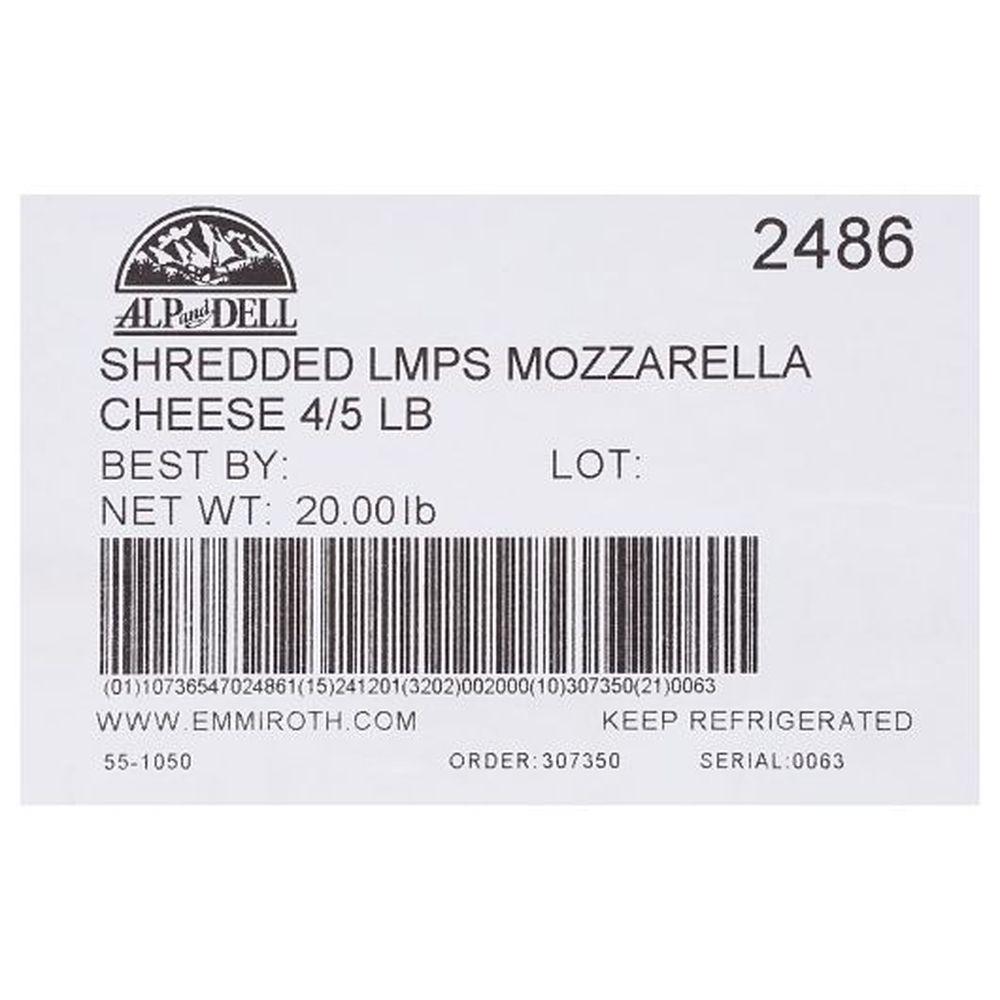 2486
ALP and DELL
SHREDDED LMPS MOZZARELLA
CHEESE 4/5 LB
BEST BY: LOT:
NET WT: 20.00lb
(01)10736547024861(15)241201(3202)002000(10)307350(21)0063
WWW.EMMIROTH.COM KEEP REFRIGERATED
55-1050 ORDER:307350 SERIAL:0063